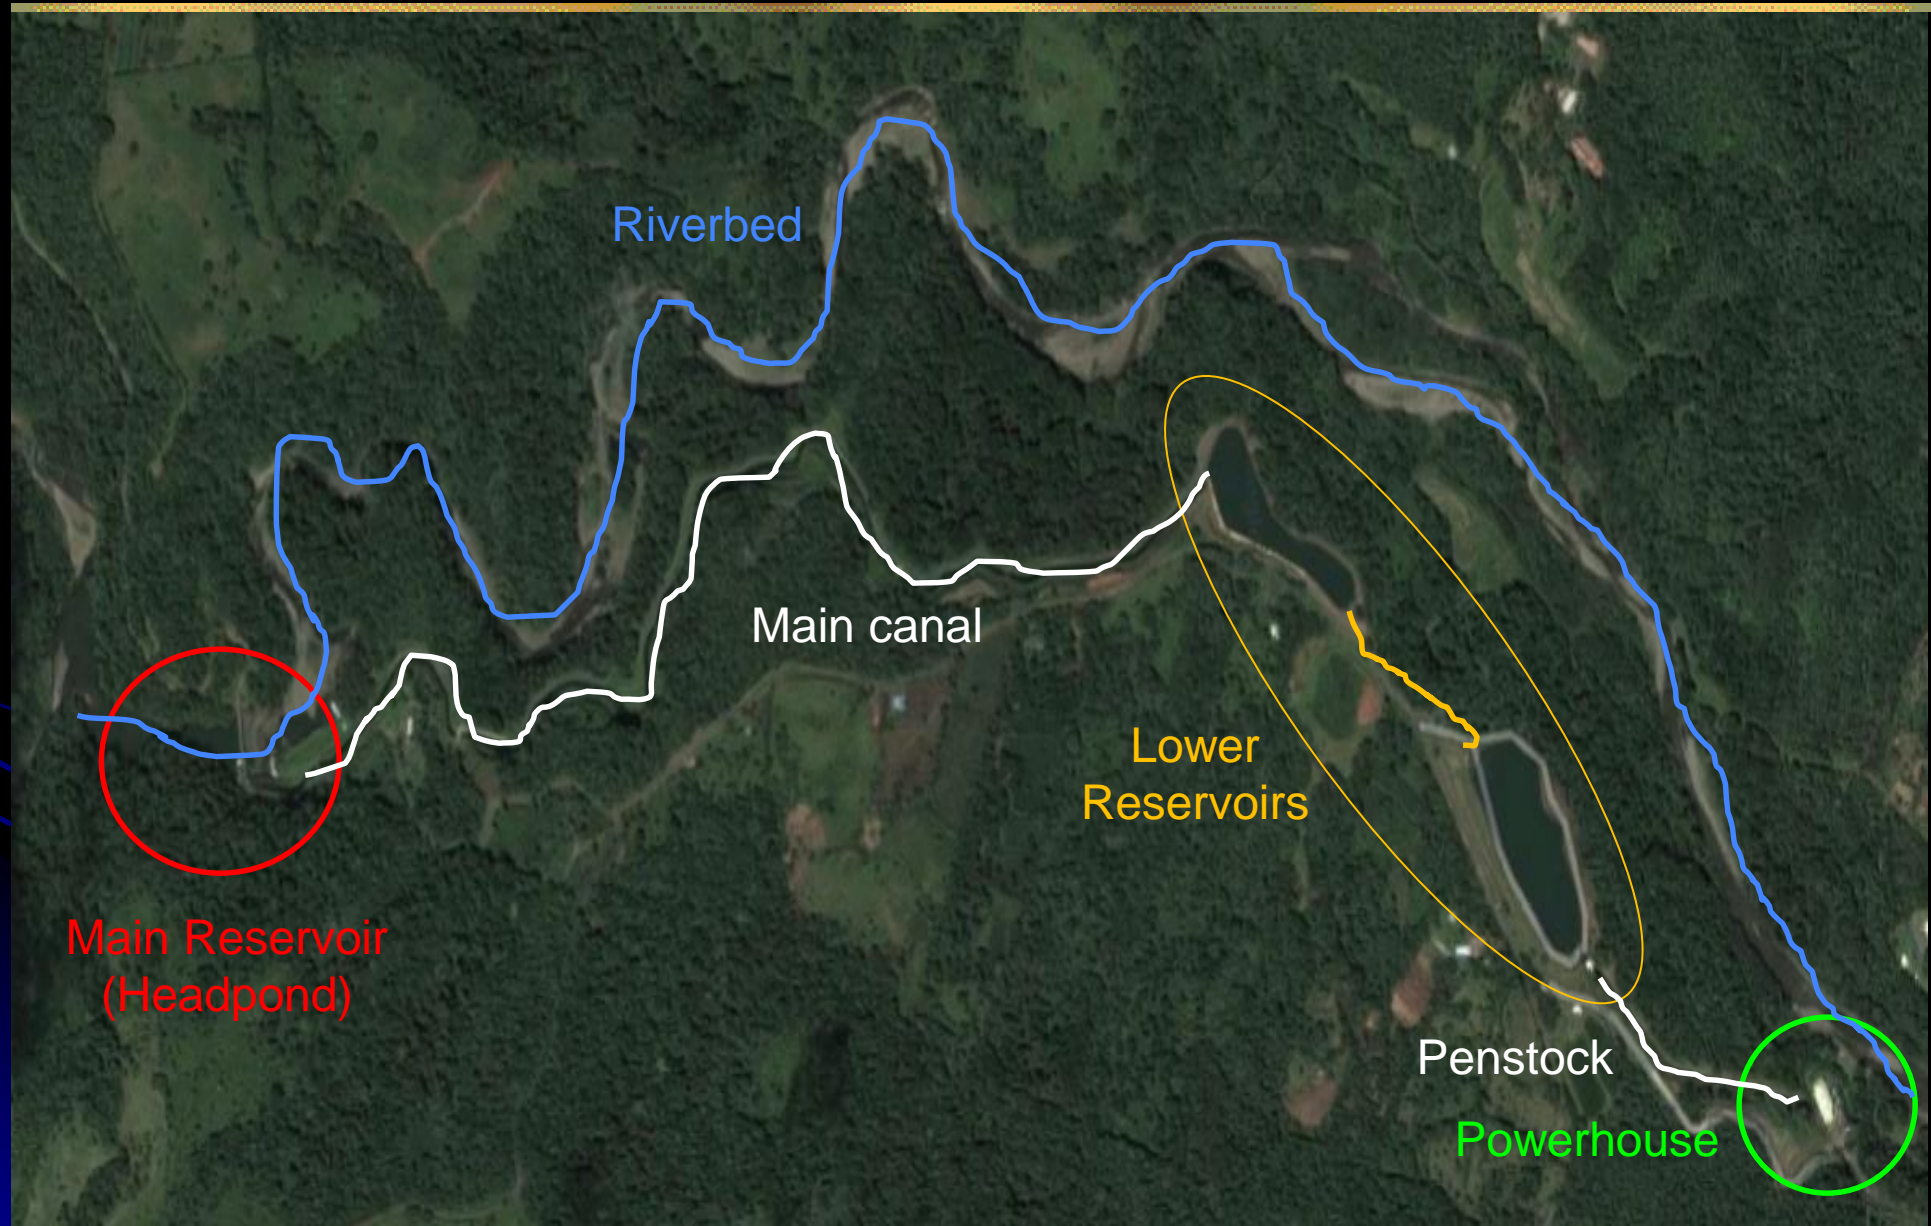 Riverbed
Main canal
Lower
Reservoirs
Main Reservoir
(Headpond)
Penstock
Powerhouse